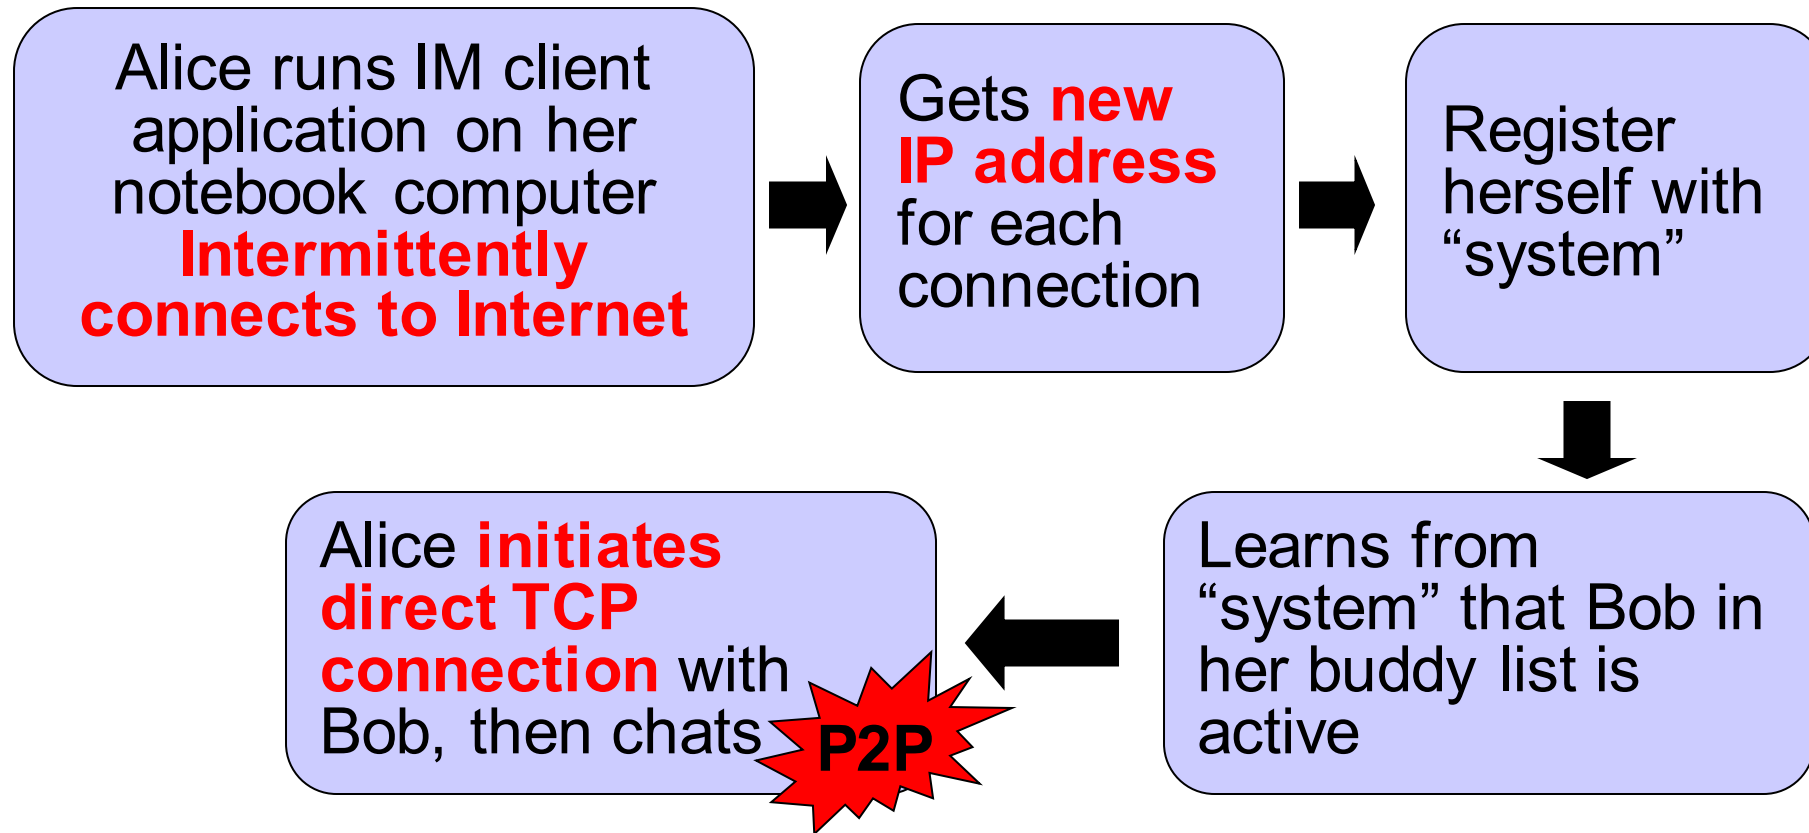 Alice runs IM client
application on her
notebook computer
Intermittently
connects to Internet
Gets new
IP address
for each
connection
Register
herself with
“system”
Learns from
“system” that Bob in
her buddy list is
active
Alice initiates
direct TCP
connection with
Bob, then chats
P2P